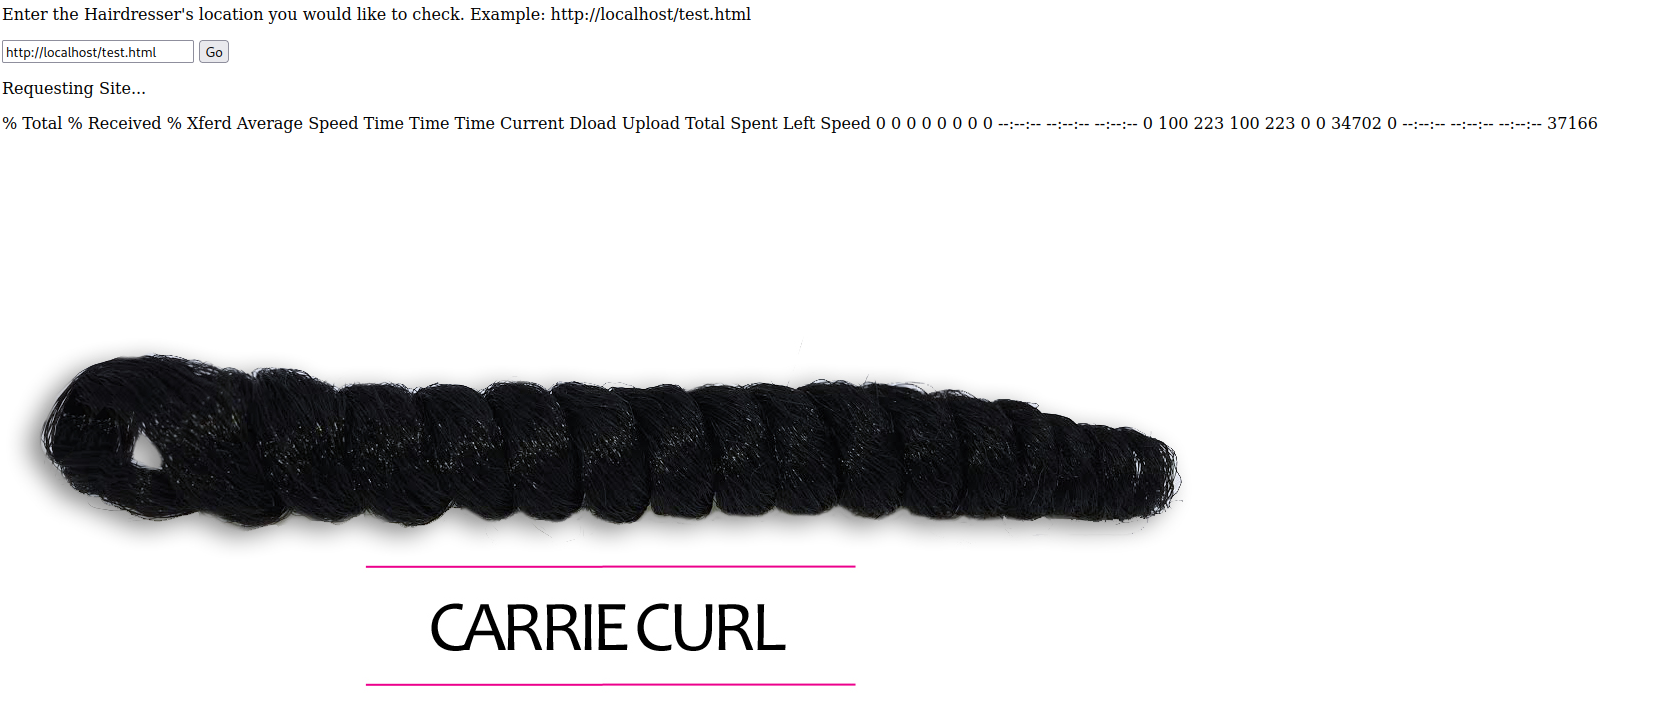 Enter the Hairdresser's location you would like to check. Example: http://localhost/test.html
http://localhost/test.html Go
Requesting Site...
% Total % Received % Xferd Average Speed Time Time Time Current Dload Upload Total Spent Left Speed 0 0 0 0 0 0 0 0 --:--:-- --:--:-- --:--:-- 0 100 223 100 223 0 0 34702 0 --:--:-- --:--:-- --:--:-- 37166
CARRIE CURL